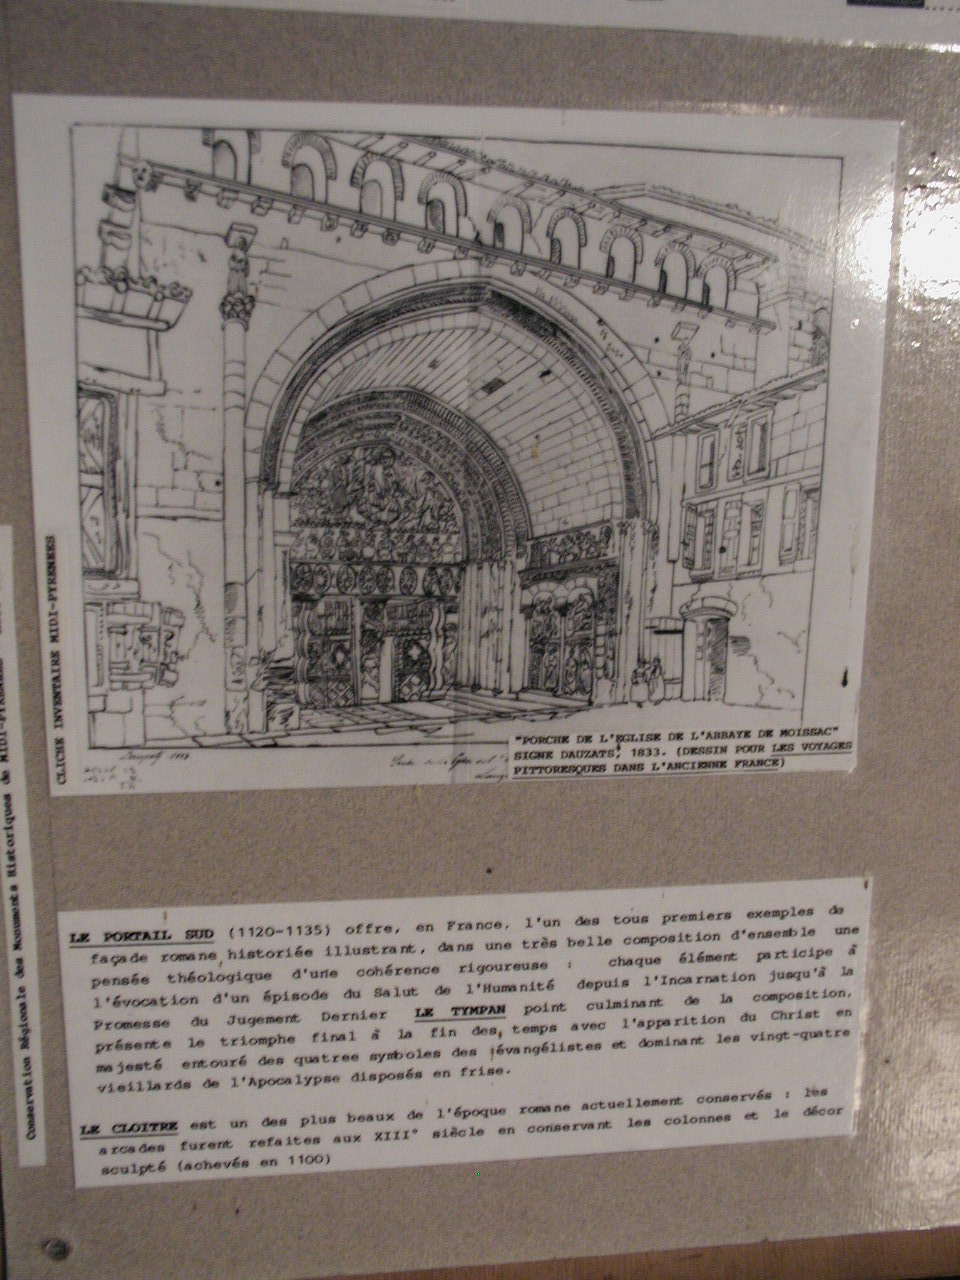 CLICHE INVENTAIRE MIDI-PYRENEES
"PORCHE DE L'EGLISE DE L'ABBAYE DE MOISSAC"
SIGNE DAUZATS, 1833. (DESSIN POUR LES VOYAGES
PITTORESQUES DANS L'ANCIENNE FRANCE)
Conservation Régionale des Monuments Historiques de MIDI-PYRENEES
LE PORTAIL SUD (1120-1135) offre, en France, l'un des tous premiers exemples de
façade romane historiée illustrant, dans une très belle composition d'ensemble une
pensée théologique d'une cohérence rigoureuse : chaque élément participe à
l'évocation d'un épisode du Salut de l'Humanité depuis l'Incarnation jusqu'à la
Promesse du Jugement Dernier LE TYMPAN point culminant de la composition,
présente le triomphe final à la fin des temps avec l'apparition du Christ en
majesté entouré des quatree symboles des évangélistes et dominant les vingt-quatre
vieillards de l'Apocalypse disposés en frise.
LE CLOITRE est un des plus beaux de l'époque romane actuellement conservés : les
arcades furent refaites aux XIII° siècle en conservant les colonnes et le décor
sculpté (achevés en 1100)